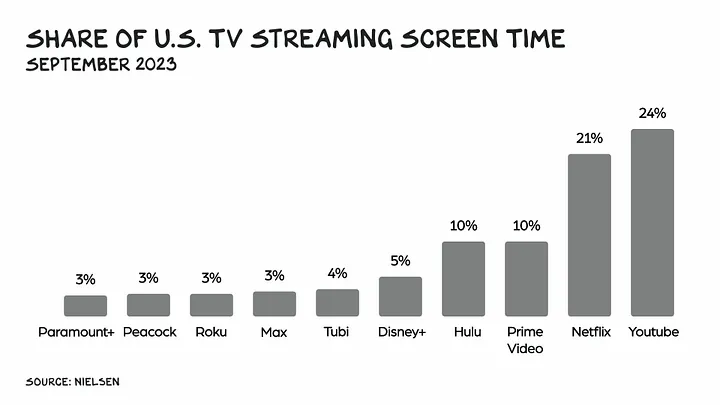 SHARE OF U.S. TV STREAMING SCREEN TIME
SEPTEMBER 2023
24%
21%
10% 10%
5%
4%
3% 3% 3% 3%
Paramount+ Peacock Roku Max Tubi Disney+ Hulu Prime Netflix Youtube
Video
SOURCE: NIELSEN